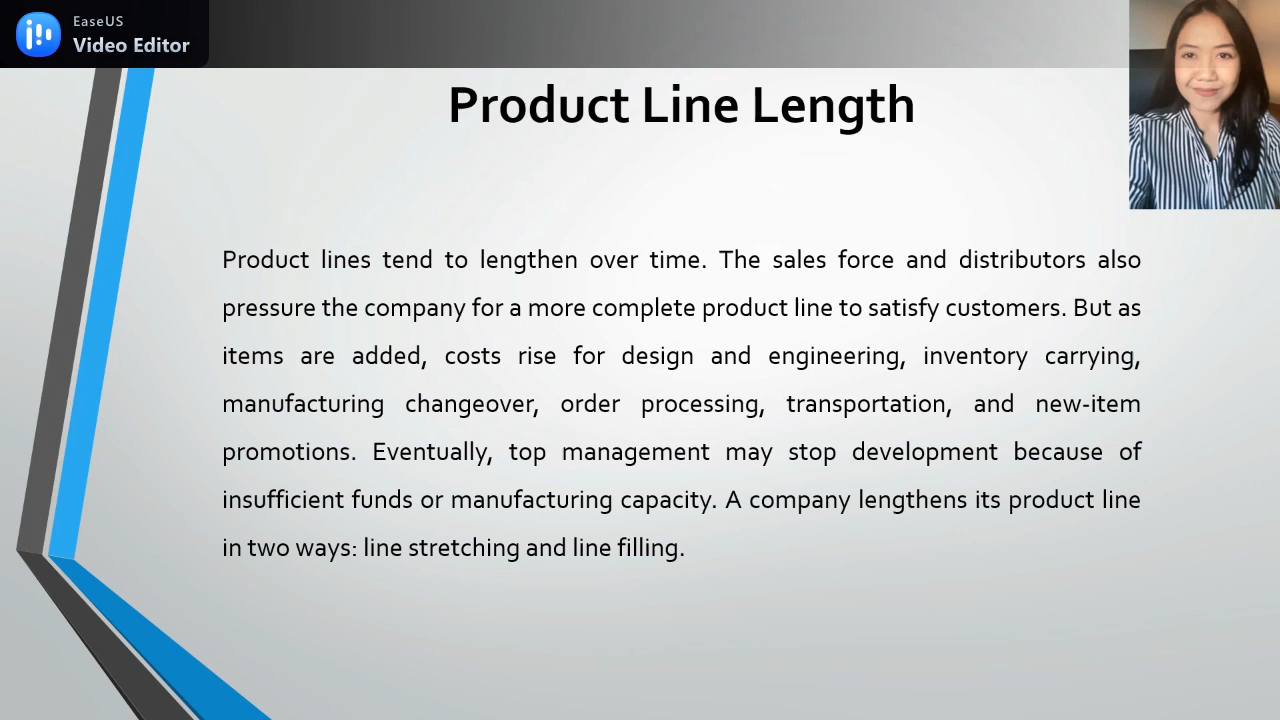 EaseUS
Video Editor
Product Line Length
Product lines tend to lengthen over time. The sales force and distributors also
pressure the company for a more complete product line to satisfy customers. But as
items are added, costs rise for design and engineering, inventory carrying,
manufacturing changeover, order processing, transportation, and new-item
promotions. Eventually, top management may stop development because of
insufficient funds or manufacturing capacity. A company lengthens its product line
in two ways: line stretching and line filling.